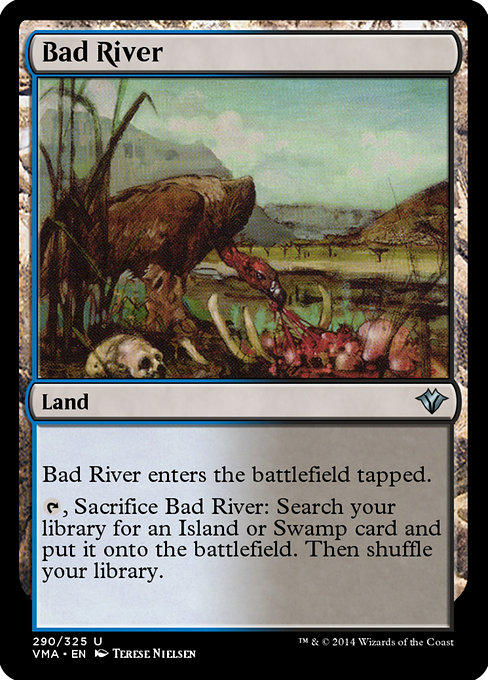 Bad River
Land
Bad River enters the battlefield tapped.
, Sacrifice Bad River: Search your
library for an Island or Swamp card and
put it onto the battlefield. Then shuffle
your library.
290/325 U
VMA • EN Terese Nielsen
™ & © 2014 Wizards of the Coast